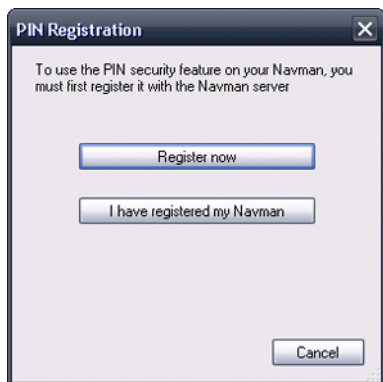 PIN Registration
To use the PIN security feature on your Navman, you
must first register it with the Navman server
Register now
I have registered my Navman
Cancel